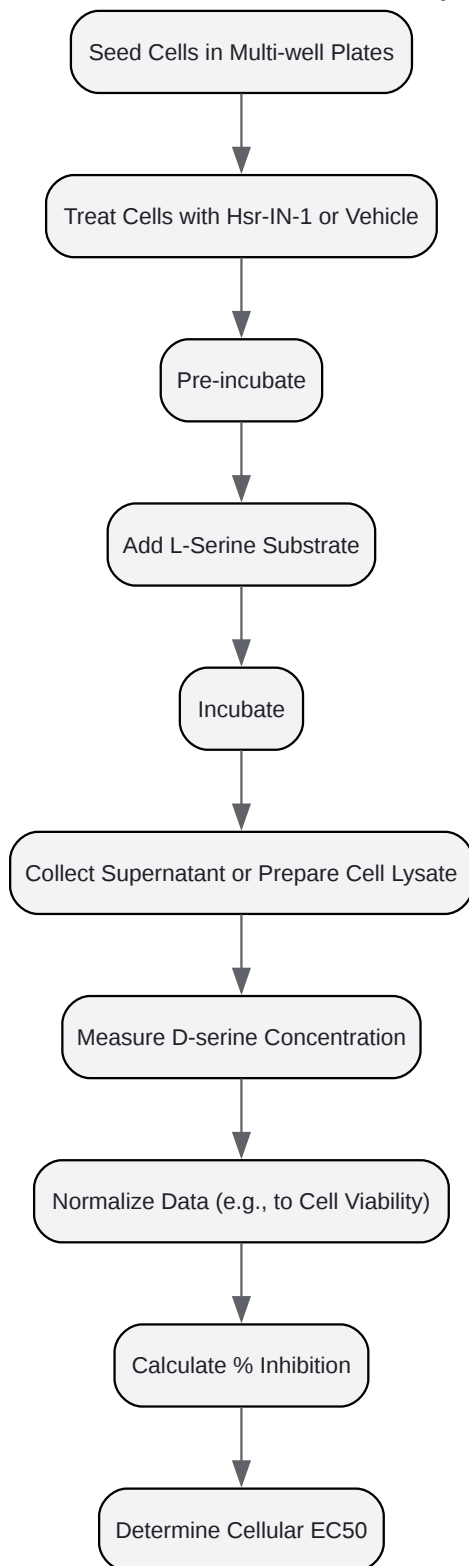 Seed Cells in Multi-well Plates
Treat Cells with Hsr-IN-1 or Vehicle
Pre-incubate
Add L-Serine Substrate
Incubate
Collect Supernatant or Prepare Cell Lysate
Measure D-serine Concentration
Normalize Data (e.g., to Cell Viability)
Calculate % Inhibition
Determine Cellular EC50